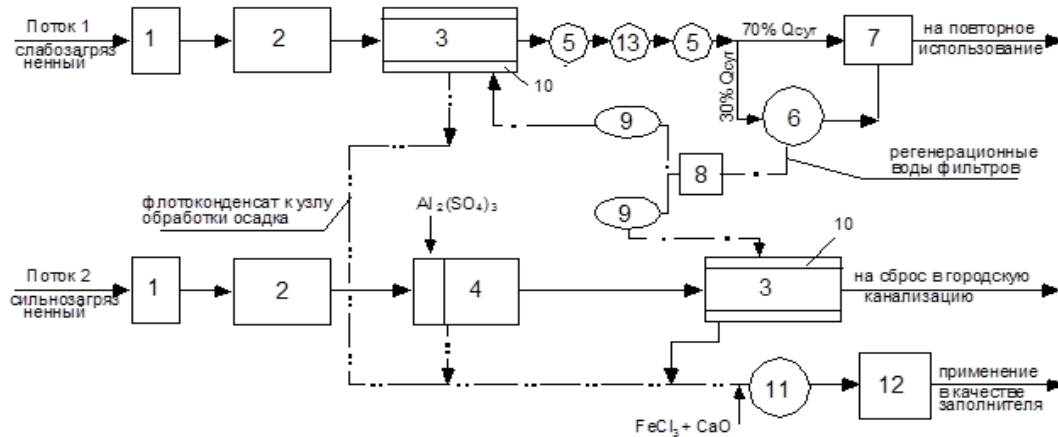 Поток 1
слабозагряз
ненный
1
2
3
10
5
13
5
70% Qсут
30% Qсут
7
на повторное
использование
6
9
8
регенерационные
воды фильтров
флотоконденсат к узлу
обработки осадка
Al₂(SO₄)₃
9
10
Поток 2
сильнозагряз
ненный
1
2
4
3
на сброс в городскую
канализацию
11
12
применение
в качестве
заполнителя
FeCl₃ + CaO